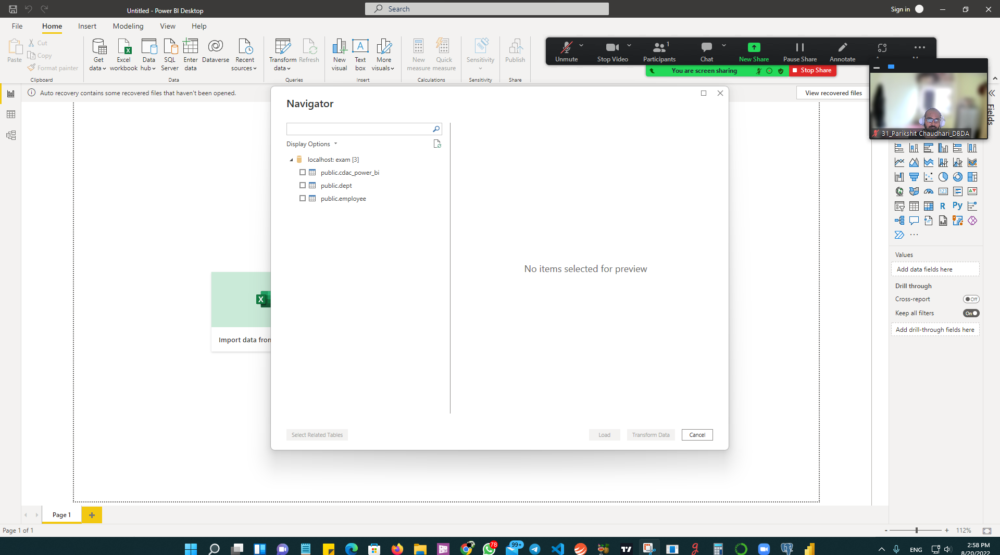 Untitled - Power BI Desktop
Search
Sign in
File
Home
Insert
Modeling
View
Help
Paste
Cut
Copy
Format painter
Clipboard
Get data
Excel workbook
Data hub
SQL Server
Enter data
Dataverse
Recent sources
Data
Transform data
Refresh
Queries
New visual
Text box
More visuals
Insert
New measure
Quick measure
Calculations
Sensitivity
Sensitivity
Publish
Share
Unmute
Stop Video
1
Participants
Chat
New Share
Pause Share
Annotate
You are screen sharing
Stop Share
31_Parikshit Chaudhari_DBDA
Auto recovery contains some recovered files that haven't been opened.
View recovered files
Fields
Navigator
Display Options
localhost: exam [3]
public.cdac_power_bi
public.dept
public.employee
No items selected for preview
Select Related Tables
Load
Transform Data
Cancel
Import data from
123
R
Py
Values
Add data fields here
Drill through
Cross-report
Off
Keep all filters
On
Add drill-through fields here
Page 1
Page 1 of 1
112%
78
99+
ENG
2:58 PM
8/20/2022